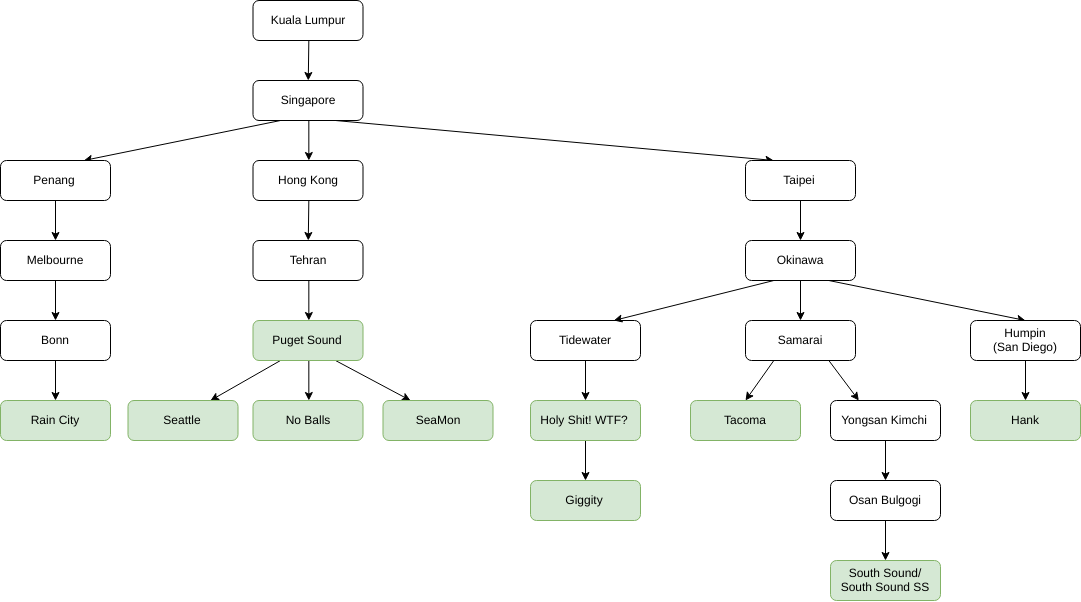 Kuala Lumpur
Singapore
Penang
Hong Kong
Taipei
Melbourne
Tehran
Okinawa
Bonn
Puget Sound
Tidewater
Samarai
Humpin
(San Diego)
Rain City
Seattle
No Balls
SeaMon
Holy Shit! WTF?
Tacoma
Yongsan Kimchi
Hank
Giggity
Osan Bulgogi
South Sound/
South Sound SS